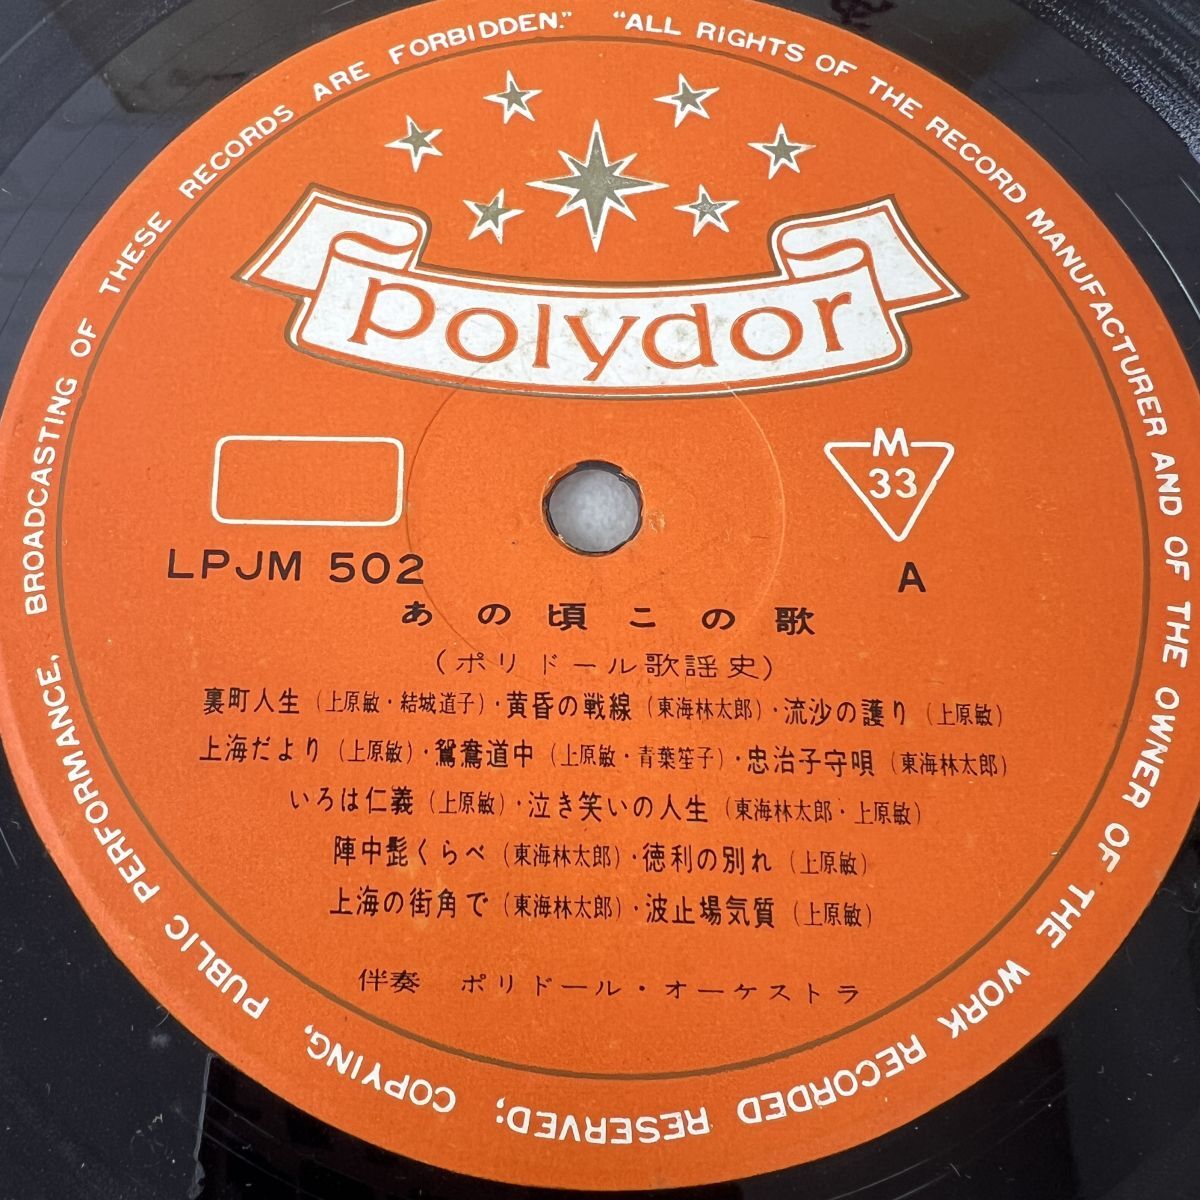 "ALL RIGHTS OF THE RECORD MANUFACTURER AND OF THE OWNER OF THE WORK RECORDED RESERVED; COPYING, PUBLIC PERFORMANCE, BROADCASTING OF THESE RECORDS ARE FORBIDDEN."
polydor
M
33
LPJM 502
A
あの頃この歌
(ポリドール歌謡史)
裏町人生(上原敏・結城道子)・黄昏の戦線(東海林太郎)・流沙の護り(上原敏)
上海だより(上原敏)・鴛鴦道中(上原敏・青葉笙子)・忠治子守唄(東海林太郎)
いろは仁義(上原敏)・泣き笑いの人生(東海林太郎・上原敏)
陣中髭くらべ(東海林太郎)・徳利の別れ(上原敏)
上海の街角で(東海林太郎)・波止場気質(上原敏)
伴奏 ポリドール・オーケストラ